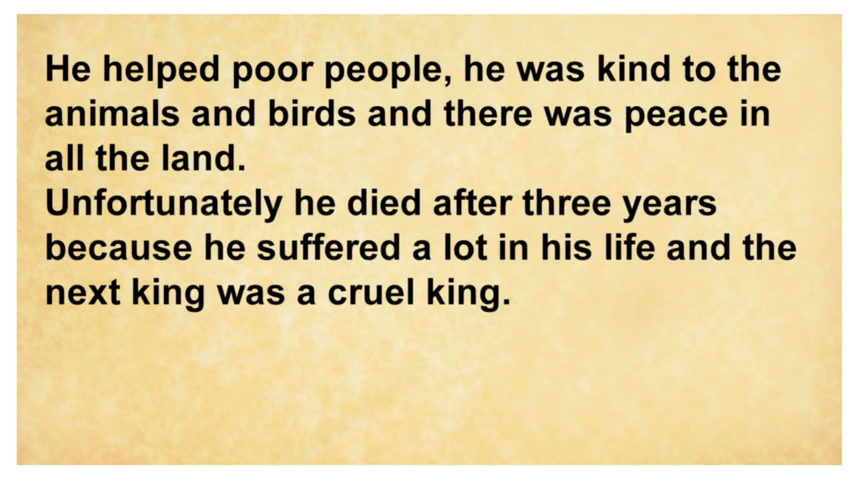 He helped poor people, he was kind to the
animals and birds and there was peace in
all the land.
Unfortunately he died after three years
because he suffered a lot in his life and the
next king was a cruel king.